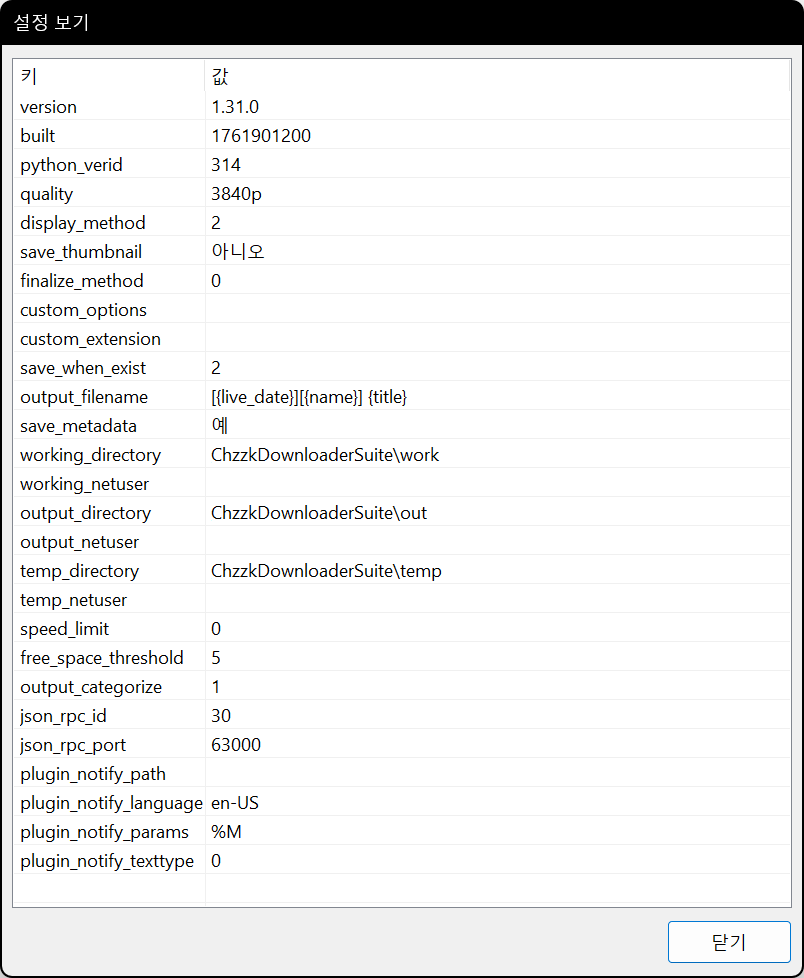 설정 보기
키 값
version 1.31.0
built 1761901200
python_verid 314
quality 3840p
display_method 2
save_thumbnail 아니오
finalize_method 0
custom_options
custom_extension
save_when_exist 2
output_filename [{live_date}][{name}] {title}
save_metadata 예
working_directory ChzzkDownloaderSuite\work
working_netuser
output_directory ChzzkDownloaderSuite\out
output_netuser
temp_directory ChzzkDownloaderSuite\temp
temp_netuser
speed_limit 0
free_space_threshold 5
output_categorize 1
json_rpc_id 30
json_rpc_port 63000
plugin_notify_path
plugin_notify_language en-US
plugin_notify_params %M
plugin_notify_texttype 0
닫기